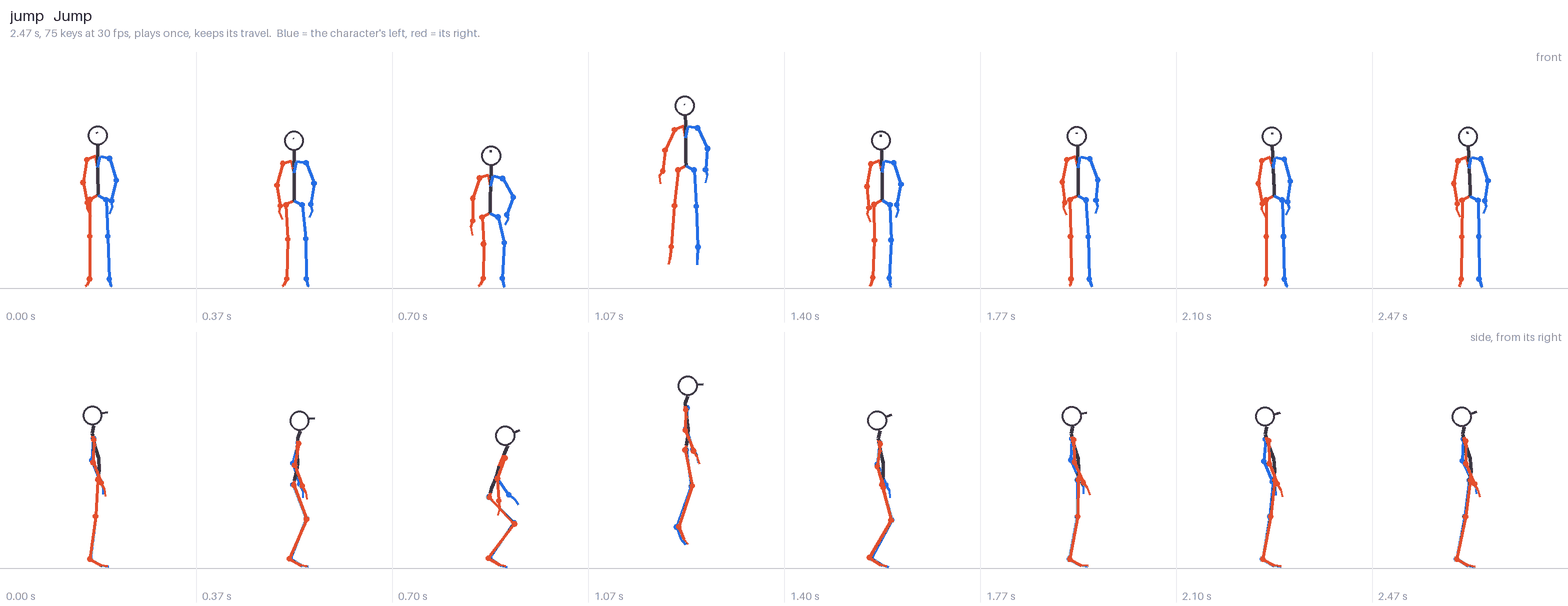 jump Jump
2.47 s, 75 keys at 30 fps, plays once, keeps its travel. Blue = the character's left, red = its right.
front
0.00 s 0.37 s 0.70 s 1.07 s 1.40 s 1.77 s 2.10 s 2.47 s
side, from its right
0.00 s 0.37 s 0.70 s 1.07 s 1.40 s 1.77 s 2.10 s 2.47 s